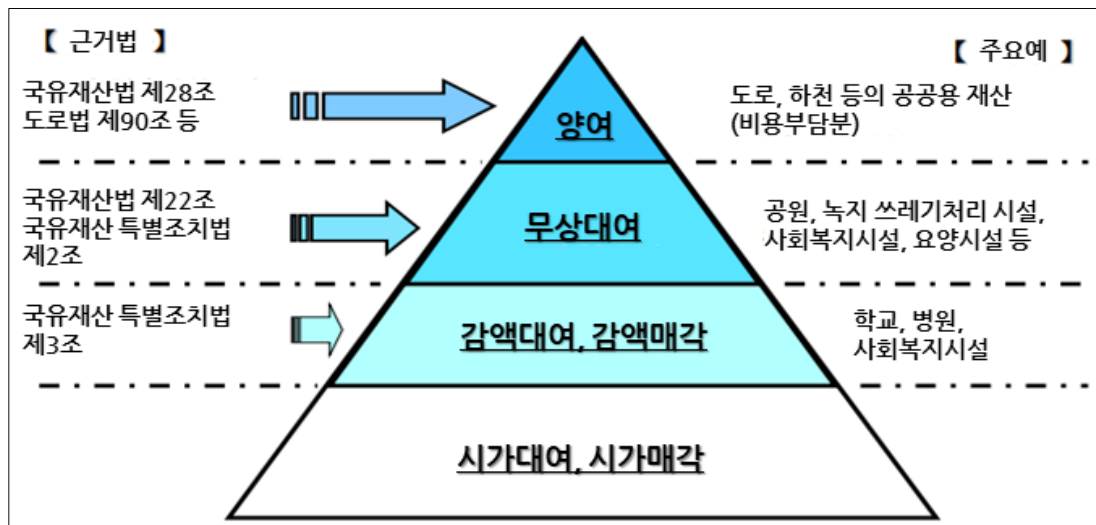 【 근거법 】
【 주요예 】
국유재산법 제28조
도로법 제90조 등
양여
도로, 하천 등의 공공용 재산
(비용부담분)
국유재산법 제22조
국유재산 특별조치법
제2조
무상대여
공원, 녹지 쓰레기처리 시설,
사회복지시설, 요양시설 등
국유재산 특별조치법
제3조
감액대여, 감액매각
학교, 병원,
사회복지시설
시가대여, 시가매각